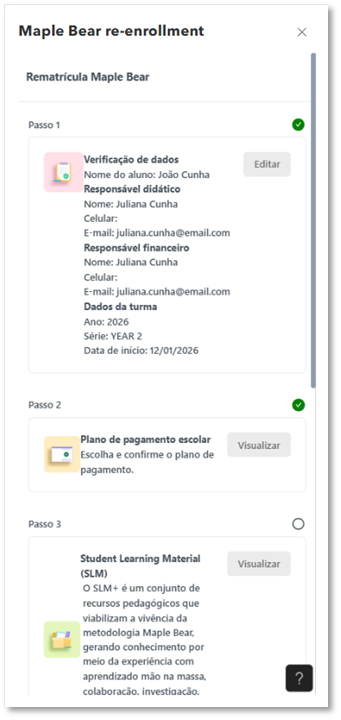 Maple Bear re-enrollment
Rematrícula Maple Bear
Passo 1
Verificação de dados
Editar
Nome do aluno: João Cunha
Responsável didático
Nome: Juliana Cunha
Celular:
E-mail: juliana.cunha@email.com
Responsável financeiro
Nome: Juliana Cunha
Celular:
E-mail: juliana.cunha@email.com
Dados da turma
Ano: 2026
Série: YEAR 2
Data de início: 12/01/2026
Passo 2
Plano de pagamento escolar
Visualizar
Escolha e confirme o plano de
pagamento.
Passo 3
Student Learning Material
(SLM)
Visualizar
O SLM+ é um conjunto de
recursos pedagógicos que
viabilizam a vivência da
metodologia Maple Bear,
gerando conhecimento por
meio da experiência com
aprendizado mão na massa,
colaboração, investigação,
?